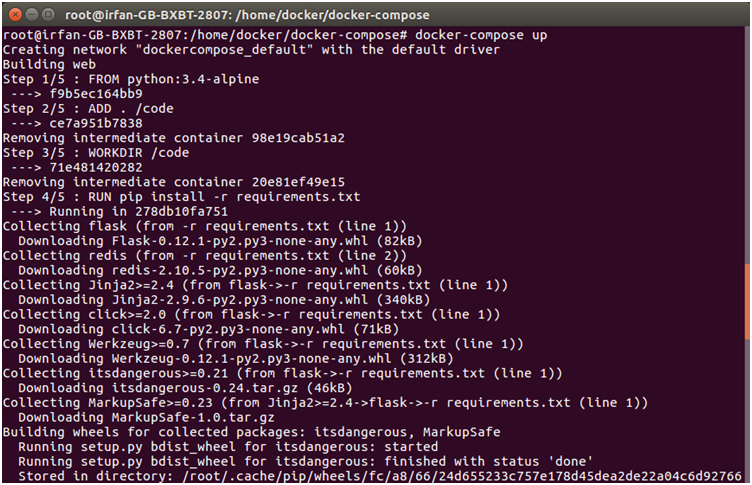 root@irfan-GB-BXBT-2807: /home/docker/docker-compose
root@irfan-GB-BXBT-2807:/home/docker/docker-compose# docker-compose up
Creating network "dockercompose_default" with the default driver
Building web
Step 1/5 : FROM python:3.4-alpine
 ---> f9b5ec164bb9
Step 2/5 : ADD . /code
 ---> ce7a951b7838
Removing intermediate container 98e19cab51a2
Step 3/5 : WORKDIR /code
 ---> 71e481420282
Removing intermediate container 20e81ef49e15
Step 4/5 : RUN pip install -r requirements.txt
 ---> Running in 278db10fa751
Collecting flask (from -r requirements.txt (line 1))
  Downloading Flask-0.12.1-py2.py3-none-any.whl (82kB)
Collecting redis (from -r requirements.txt (line 2))
  Downloading redis-2.10.5-py2.py3-none-any.whl (60kB)
Collecting Jinja2>=2.4 (from flask->-r requirements.txt (line 1))
  Downloading Jinja2-2.9.6-py2.py3-none-any.whl (340kB)
Collecting click>=2.0 (from flask->-r requirements.txt (line 1))
  Downloading click-6.7-py2.py3-none-any.whl (71kB)
Collecting Werkzeug>=0.7 (from flask->-r requirements.txt (line 1))
  Downloading Werkzeug-0.12.1-py2.py3-none-any.whl (312kB)
Collecting itsdangerous>=0.21 (from flask->-r requirements.txt (line 1))
  Downloading itsdangerous-0.24.tar.gz (46kB)
Collecting MarkupSafe>=0.23 (from Jinja2>=2.4->flask->-r requirements.txt (line 1))
  Downloading MarkupSafe-1.0.tar.gz
Building wheels for collected packages: itsdangerous, MarkupSafe
  Running setup.py bdist_wheel for itsdangerous: started
  Running setup.py bdist_wheel for itsdangerous: finished with status 'done'
  Stored in directory: /root/.cache/pip/wheels/fc/a8/66/24d655233c757e178d45dea2de22a04c6d92766